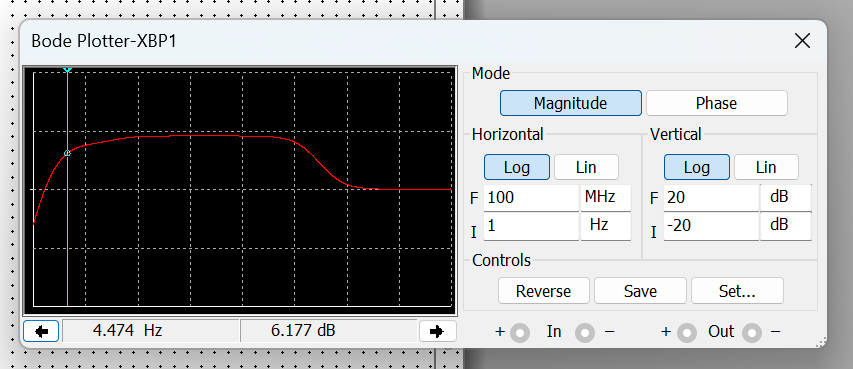 Bode Plotter-XBP1
Mode
Magnitude Phase
Horizontal Vertical
Log Lin Log Lin
F 100 MHz F 20 dB
I 1 Hz I -20 dB
Controls
Reverse Save Set...
4.474 Hz 6.177 dB + In − + Out −